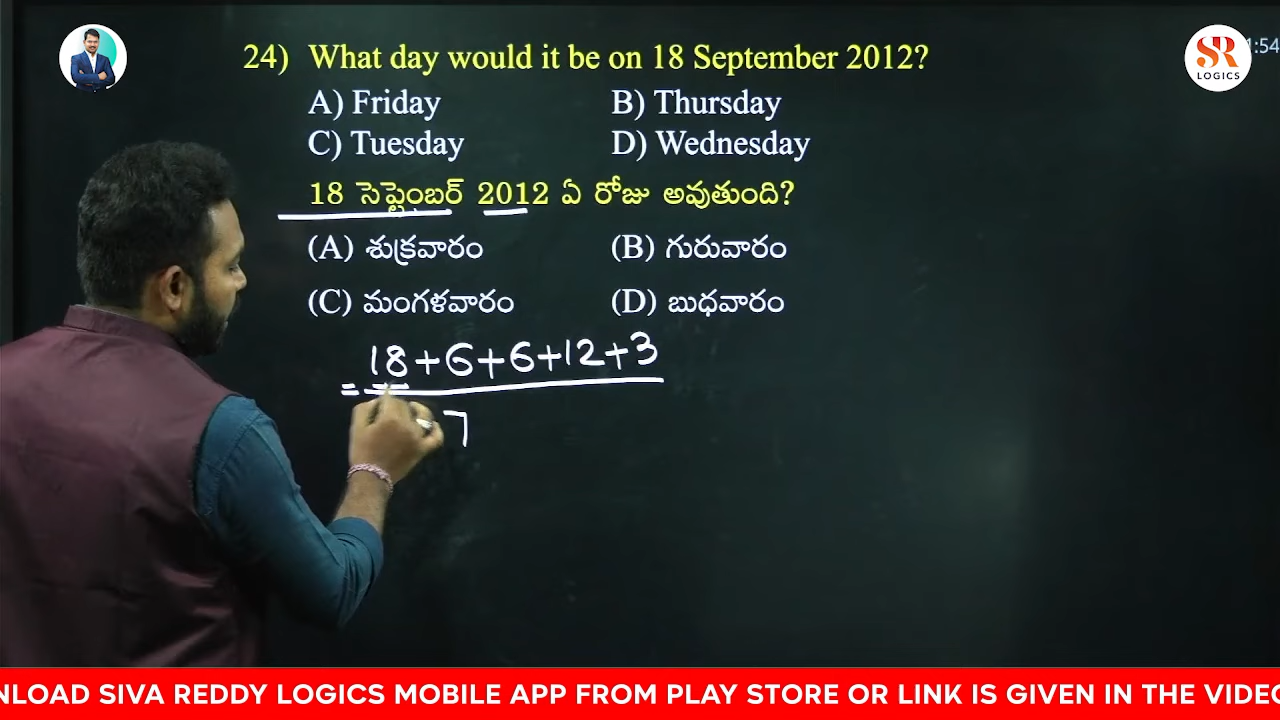 24) What day would it be on 18 September 2012?
A) Friday B) Thursday
C) Tuesday D) Wednesday
18 సెప్టెంబర్ 2012 ఏ రోజు అవుతుంది?
(A) శుక్రవారం (B) గురువారం
(C) మంగళవారం (D) బుధవారం
18+6+6+12+3
=
7
SR
LOGICS
1:54
NLOAD SIVA REDDY LOGICS MOBILE APP FROM PLAY STORE OR LINK IS GIVEN IN THE VIDEO